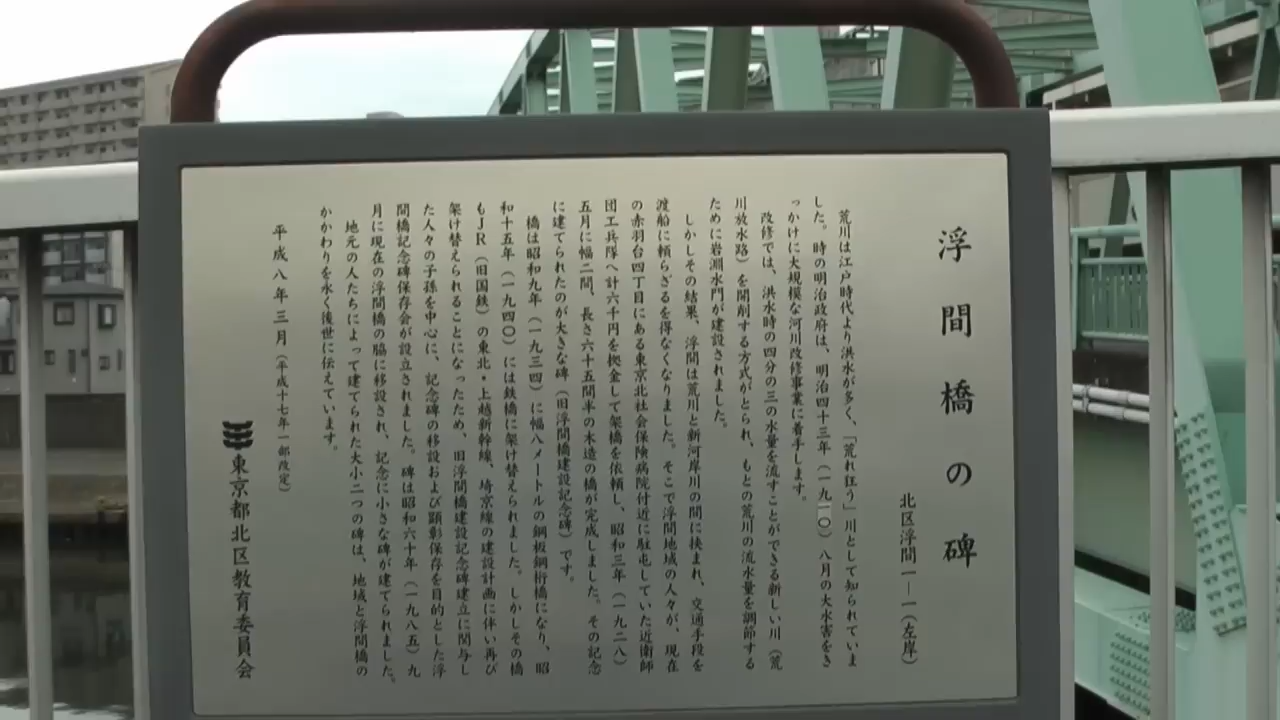 浮間橋の碑
北区浮間一―一（左岸）
荒川は江戸時代より洪水が多く、「荒れ狂う」川として知られていま
した。時の明治政府は、明治四十三年（一九一〇）八月の大水害をき
っかけに大規模な河川改修事業に着手します。
改修では、洪水時の四分の三の水量を流すことができる新しい川（荒
川放水路）を開削する方式がとられ、もとの荒川の流水量を調節する
ために岩淵水門が建設されました。
しかしその結果、浮間は荒川と新河岸川の間に挟まれ、交通手段を
渡船に頼らざるを得なくなりました。そこで浮間地域の人々が、現在
の赤羽台四丁目にある東京北社会保険病院付近に駐屯していた近衛師
団工兵隊へ計六千円を拠金して架橋を依頼し、昭和三年（一九二八）
五月に幅二間、長さ六十五間半の木造の橋が完成しました。その記念
に建てられたのが大きな碑（旧浮間橋建設記念碑）です。
橋は昭和九年（一九三四）に幅八メートルの鋼板鋼桁橋になり、昭
和十五年（一九四〇）には鉄橋に架け替えられました。しかしその橋
もＪＲ（旧国鉄）の東北・上越新幹線、埼京線の建設計画に伴い再び
架け替えられることになったため、旧浮間橋建設記念碑建立に関与し
た人々の子孫を中心に、記念碑の移設および顕彰保存を目的とした浮
間橋記念碑保存会が設立されました。碑は昭和六十年（一九八五）九
月に現在の浮間橋の脇に移設され、記念に小さな碑が建てられました。
地元の人たちによって建てられた大小二つの碑は、地域と浮間橋の
かかわりを永く後世に伝えています。
平成八年三月（平成十七年一部改定）
東京都北区教育委員会